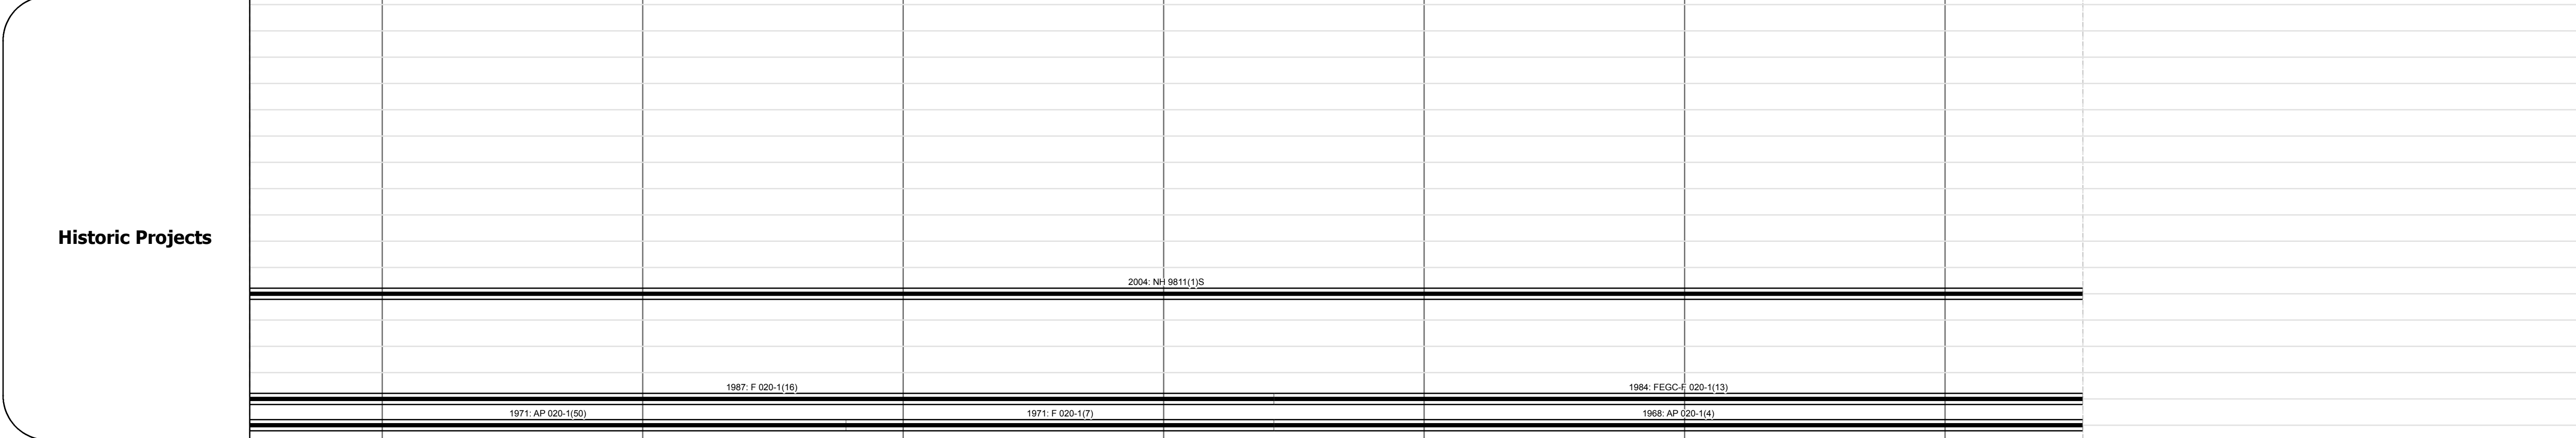 Historic Projects
2004: NH 9811(1)S
1987: F 020-1(16)
1984: FEGC-F 020-1(13)
1971: AP 020-1(50)
1971: F 020-1(7)
1968: AP 020-1(4)